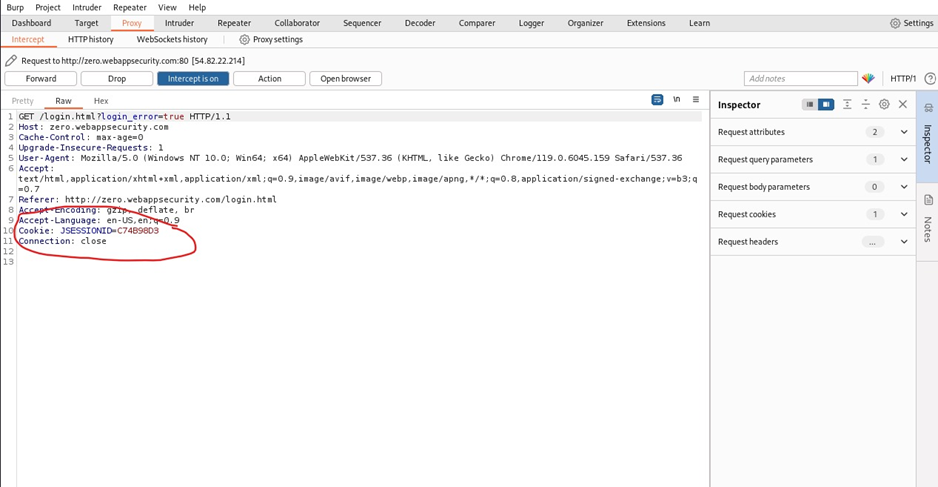 Burp Project Intruder Repeater View Help
Dashboard Target Proxy Intruder Repeater Collaborator Sequencer Decoder Comparer Logger Organizer Extensions Learn Settings
Intercept HTTP history WebSockets history Proxy settings
Request to http://zero.webappsecurity.com:80 [54.82.22.214]
Forward Drop Intercept is on Action Open browser Add notes HTTP/1 ?
Pretty Raw Hex \n
1 GET /login.html?login_error=true HTTP/1.1
2 Host: zero.webappsecurity.com
3 Cache-Control: max-age=0
4 Upgrade-Insecure-Requests: 1
5 User-Agent: Mozilla/5.0 (Windows NT 10.0; Win64; x64) AppleWebKit/537.36 (KHTML, like Gecko) Chrome/119.0.6045.159 Safari/537.36
6 Accept:
text/html,application/xhtml+xml,application/xml;q=0.9,image/avif,image/webp,image/apng,*/*;q=0.8,application/signed-exchange;v=b3;q
=0.7
7 Referer: http://zero.webappsecurity.com/login.html
8 Accept-Encoding: gzip, deflate, br
9 Accept-Language: en-US,en;q=0.9
10 Cookie: JSESSIONID=C74B98D3
11 Connection: close
12
13
Inspector
Request attributes 2
Request query parameters 1
Request body parameters 0
Request cookies 1
Request headers ...
Inspector
Notes